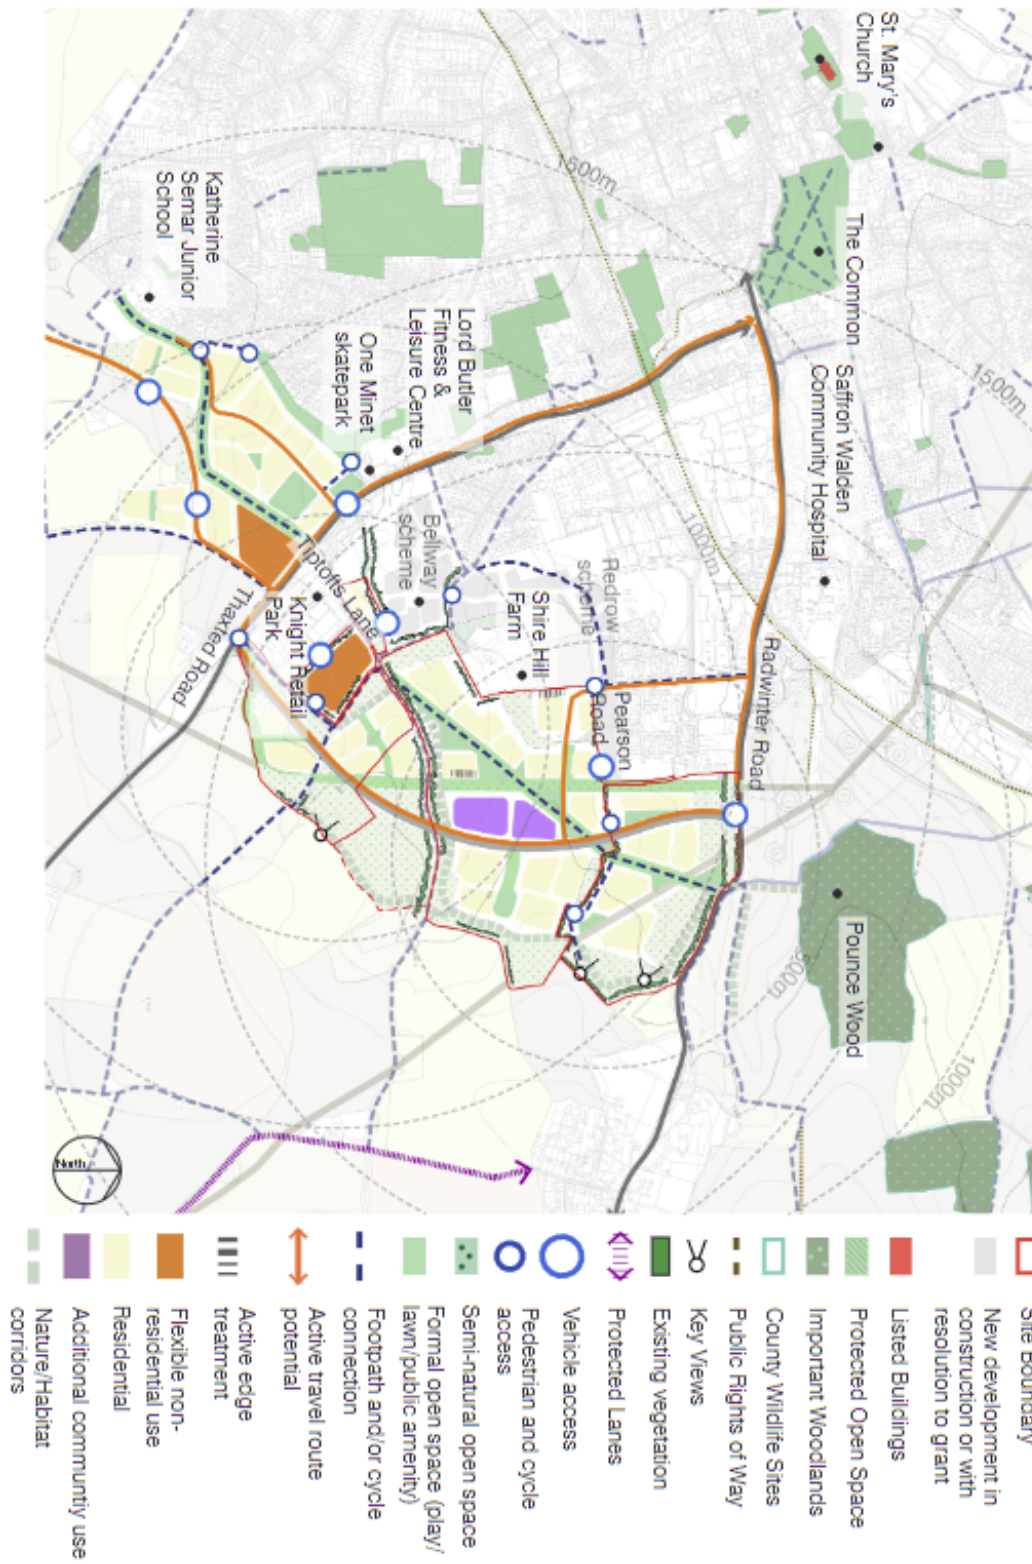 St. Mary's
Church
1500m
The Common
1500m
Katherine
Semar Junior
School
Lord Butler
Fitness &
Leisure Centre
One Minet
skatepark
Saffron Walden
Community Hospital
1000m
Bellway
scheme
Redrow
scheme
Shire Hill
Farm
Tiptofts Lane
Knight Retail
Park
Thaxted Road
Pearson
Road
Radwinter Road
Pounce Wood
1000m
North
Site Boundary
New development in
construction or with
resolution to grant
Listed Buildings
Protected Open Space
Important Woodlands
County Wildlife Sites
Public Rights of Way
Key Views
Existing vegetation
Protected Lanes
Vehicle access
Pedestrian and cycle
access
Semi-natural open space
Formal open space (play/
lawn/public amenity)
Footpath and/or cycle
connection
Active travel route
potential
Active edge
treatment
Flexible non-
residential use
Residential
Additional communtiy use
Nature/Habitat
corridors